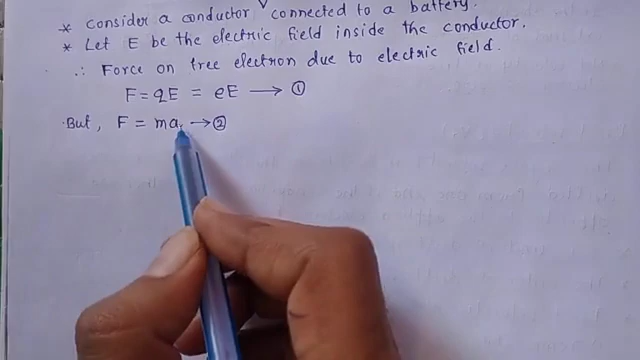 * Consider a conductor connected to a battery.
* Let E be the electric field inside the conductor.
∴ Force on free electron due to electric field.
F = qE = eE ⟶ ①
But, F = ma ⟶ ②